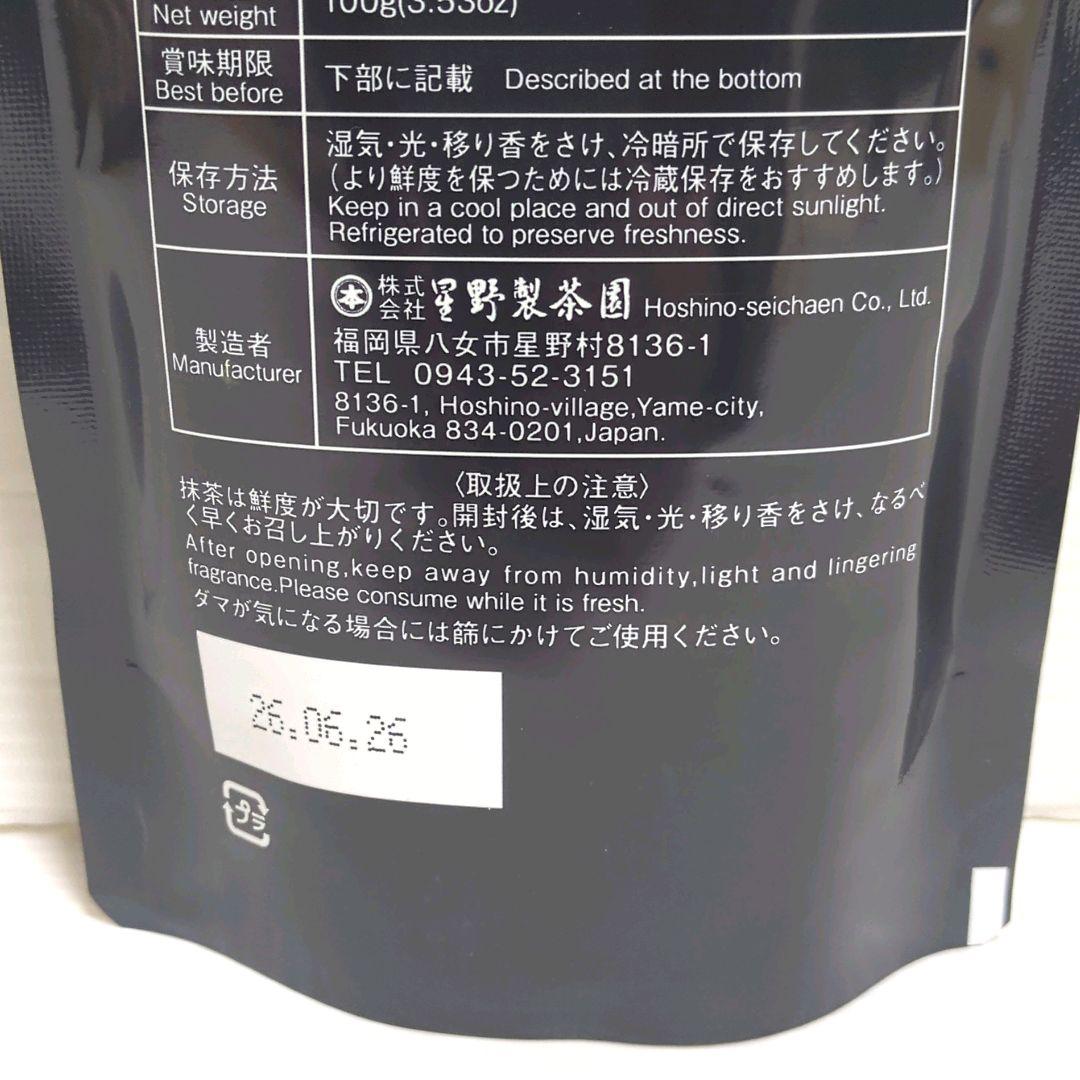 Net weight
100g(3.53oz)
賞味期限
Best before
下部に記載 Described at the bottom
保存方法
Storage
湿気・光・移り香をさけ、冷暗所で保存してください。
(より鮮度を保つためには冷蔵保存をおすすめします。)
Keep in a cool place and out of direct sunlight.
Refrigerated to preserve freshness.
製造者
Manufacturer
本 株式会社 星野製茶園 Hoshino-seichaen Co., Ltd.
福岡県八女市星野村8136-1
TEL 0943-52-3151
8136-1, Hoshino-village,Yame-city,
Fukuoka 834-0201,Japan.
〈取扱上の注意〉
抹茶は鮮度が大切です。開封後は、湿気・光・移り香をさけ、なるべ
く早くお召し上がりください。
After opening,keep away from humidity,light and lingering
fragrance.Please consume while it is fresh.
ダマが気になる場合には篩にかけてご使用ください。
26.06.26
プラ